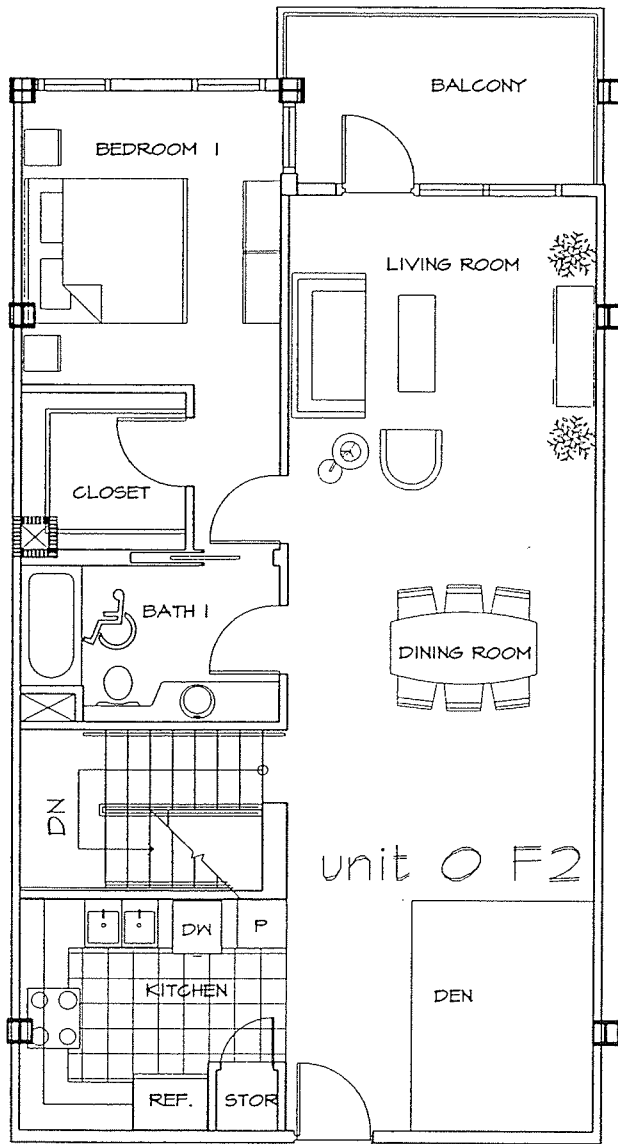 BALCONY
BEDROOM 1
LIVING ROOM
CLOSET
BATH 1
DINING ROOM
DN
unit O F2
DW
P
KITCHEN
DEN
REF.
STOR